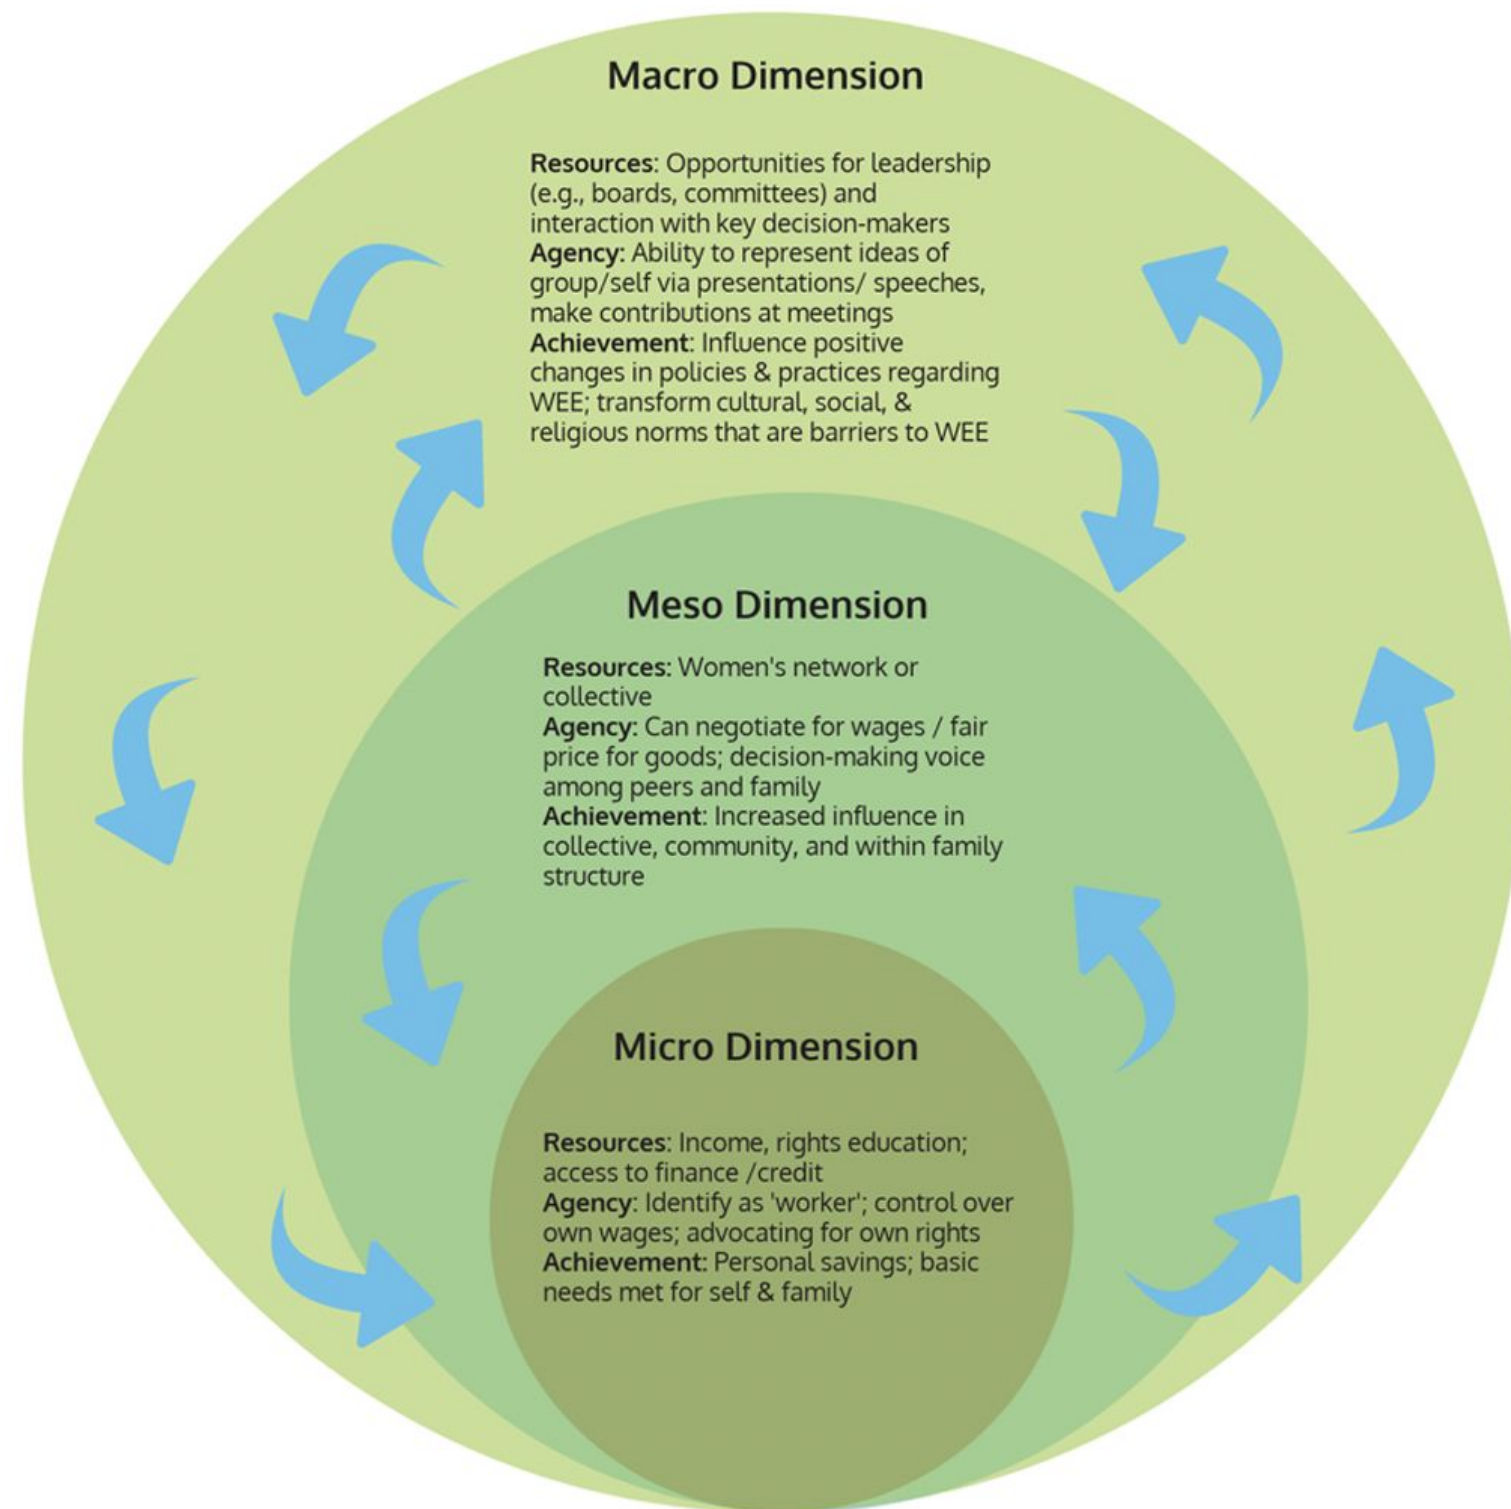 Macro Dimension
Resources: Opportunities for leadership
(e.g., boards, committees) and
interaction with key decision-makers
Agency: Ability to represent ideas of
group/self via presentations/ speeches,
make contributions at meetings
Achievement: Influence positive
changes in policies & practices regarding
WEE; transform cultural, social, &
religious norms that are barriers to WEE
Meso Dimension
Resources: Women's network or
collective
Agency: Can negotiate for wages / fair
price for goods; decision-making voice
among peers and family
Achievement: Increased influence in
collective, community, and within family
structure
Micro Dimension
Resources: Income, rights education;
access to finance /credit
Agency: Identify as 'worker'; control over
own wages; advocating for own rights
Achievement: Personal savings; basic
needs met for self & family